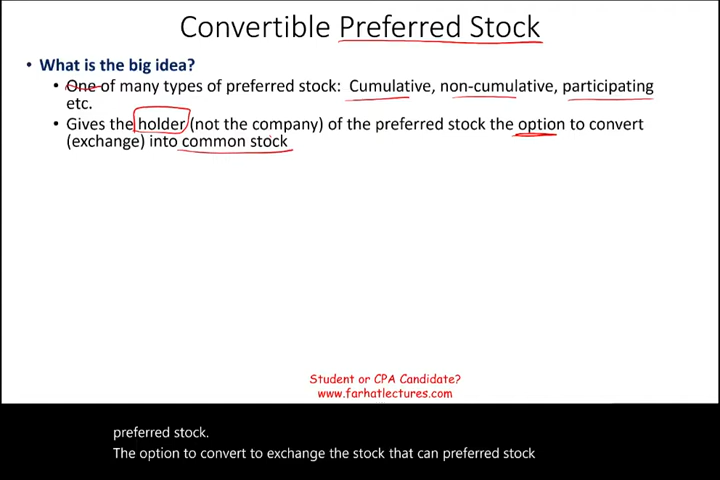 Convertible Preferred Stock
• What is the big idea?
• One of many types of preferred stock: Cumulative, non-cumulative, participating
etc.
• Gives the holder (not the company) of the preferred stock the option to convert
(exchange) into common stock
Student or CPA Candidate?
www.farhatlectures.com
preferred stock.
The option to convert to exchange the stock that can preferred stock